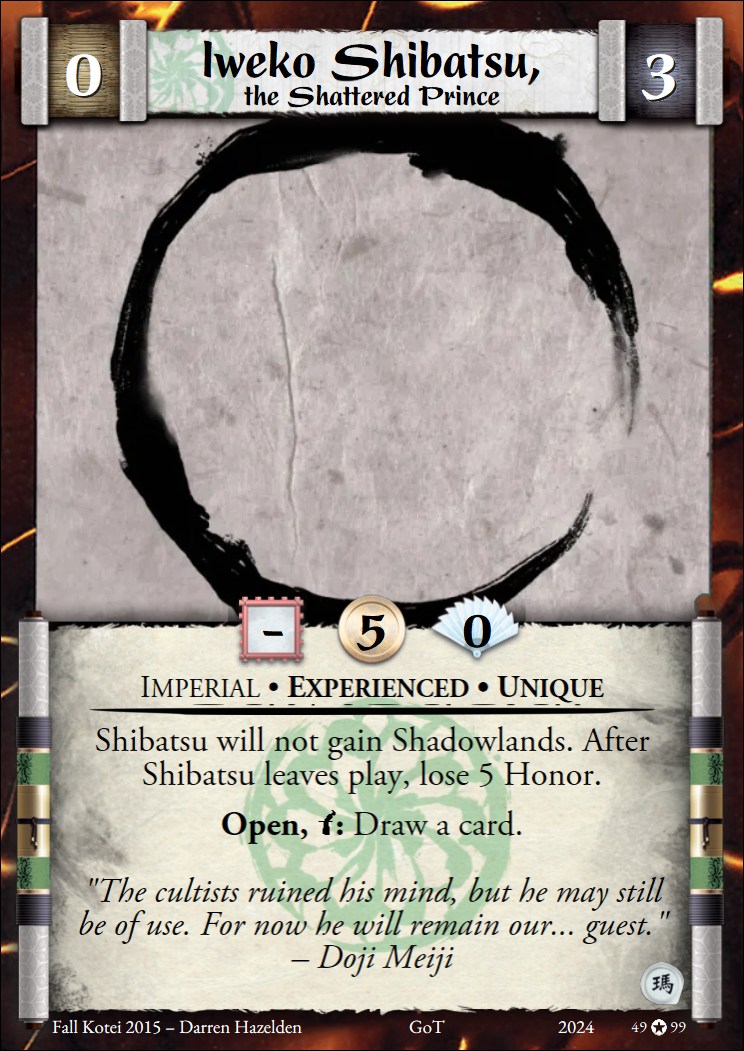 0
Iweko Shibatsu,
the Shattered Prince
3
– 5 0
IMPERIAL • EXPERIENCED • UNIQUE
Shibatsu will not gain Shadowlands. After
Shibatsu leaves play, lose 5 Honor.
Open, : Draw a card.
"The cultists ruined his mind, but he may still
be of use. For now he will remain our... guest."
– Doji Meiji
瑪
Fall Kotei 2015 – Darren Hazelden GoT 2024 49 ✪ 99